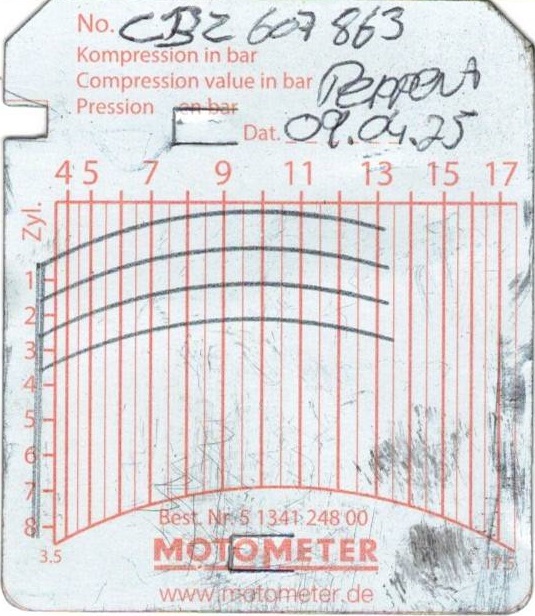 No. CBZ 607 863
Kompression in bar
Compression value in bar
Pression en bar
Dat. 09.04.25
4 5 7 9 11 13 15 17
Zyl.
1
2
3
4
5
6
7
8
3.5
17.5
Best. Nr. 5 1341 248 00
MOTOMETER
www.motometer.de